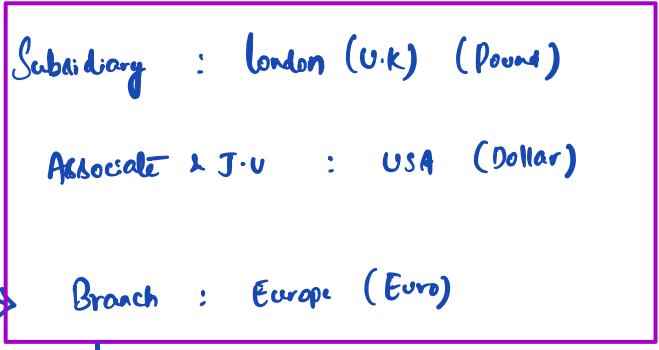 Subsidiary : London (U.K) (Pound)
Associate & J.V : USA (Dollar)
Branch : Europe (Euro)